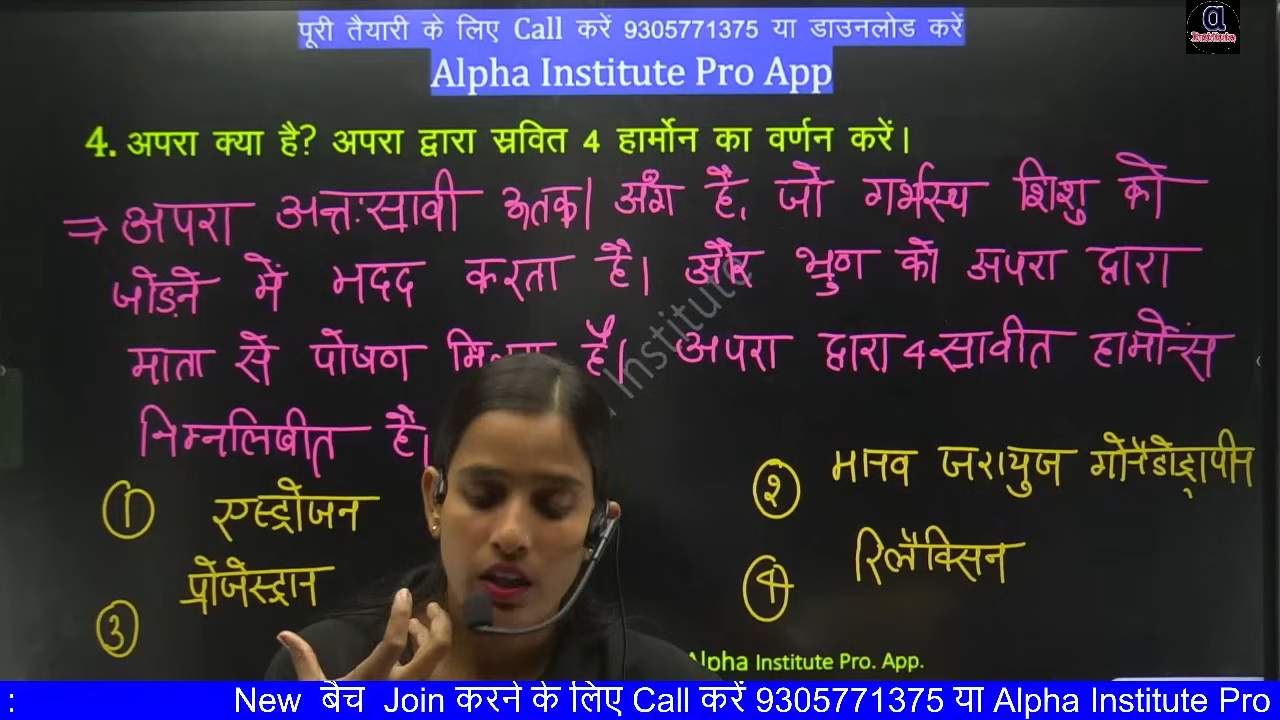 पूरी तैयारी के लिए Call करें 9305771375 या डाउनलोड करें
Alpha Institute Pro App
@
Institute
4. अपरा क्या है? अपरा द्वारा स्रवित 4 हार्मोन का वर्णन करें।
⇒ अपरा अन्तःस्रावी ऊतक। अंग है, जो गर्भस्थ शिशु को
जोड़ने में मदद करता है। और भ्रुण को अपरा द्वारा
माता से पोषण है। अपरा द्वारा 4 स्रावीत हार्मोन्स
निम्नलिखीत है।
① एस्ट्रोजन
② मानव जरायुज गोनैडोट्रापीन
③ प्रोजेस्ट्रान
④ रिलैक्सिन
Institute
Alpha Institute Pro. App.
: New बैच Join करने के लिए Call करें 9305771375 या Alpha Institute Pro